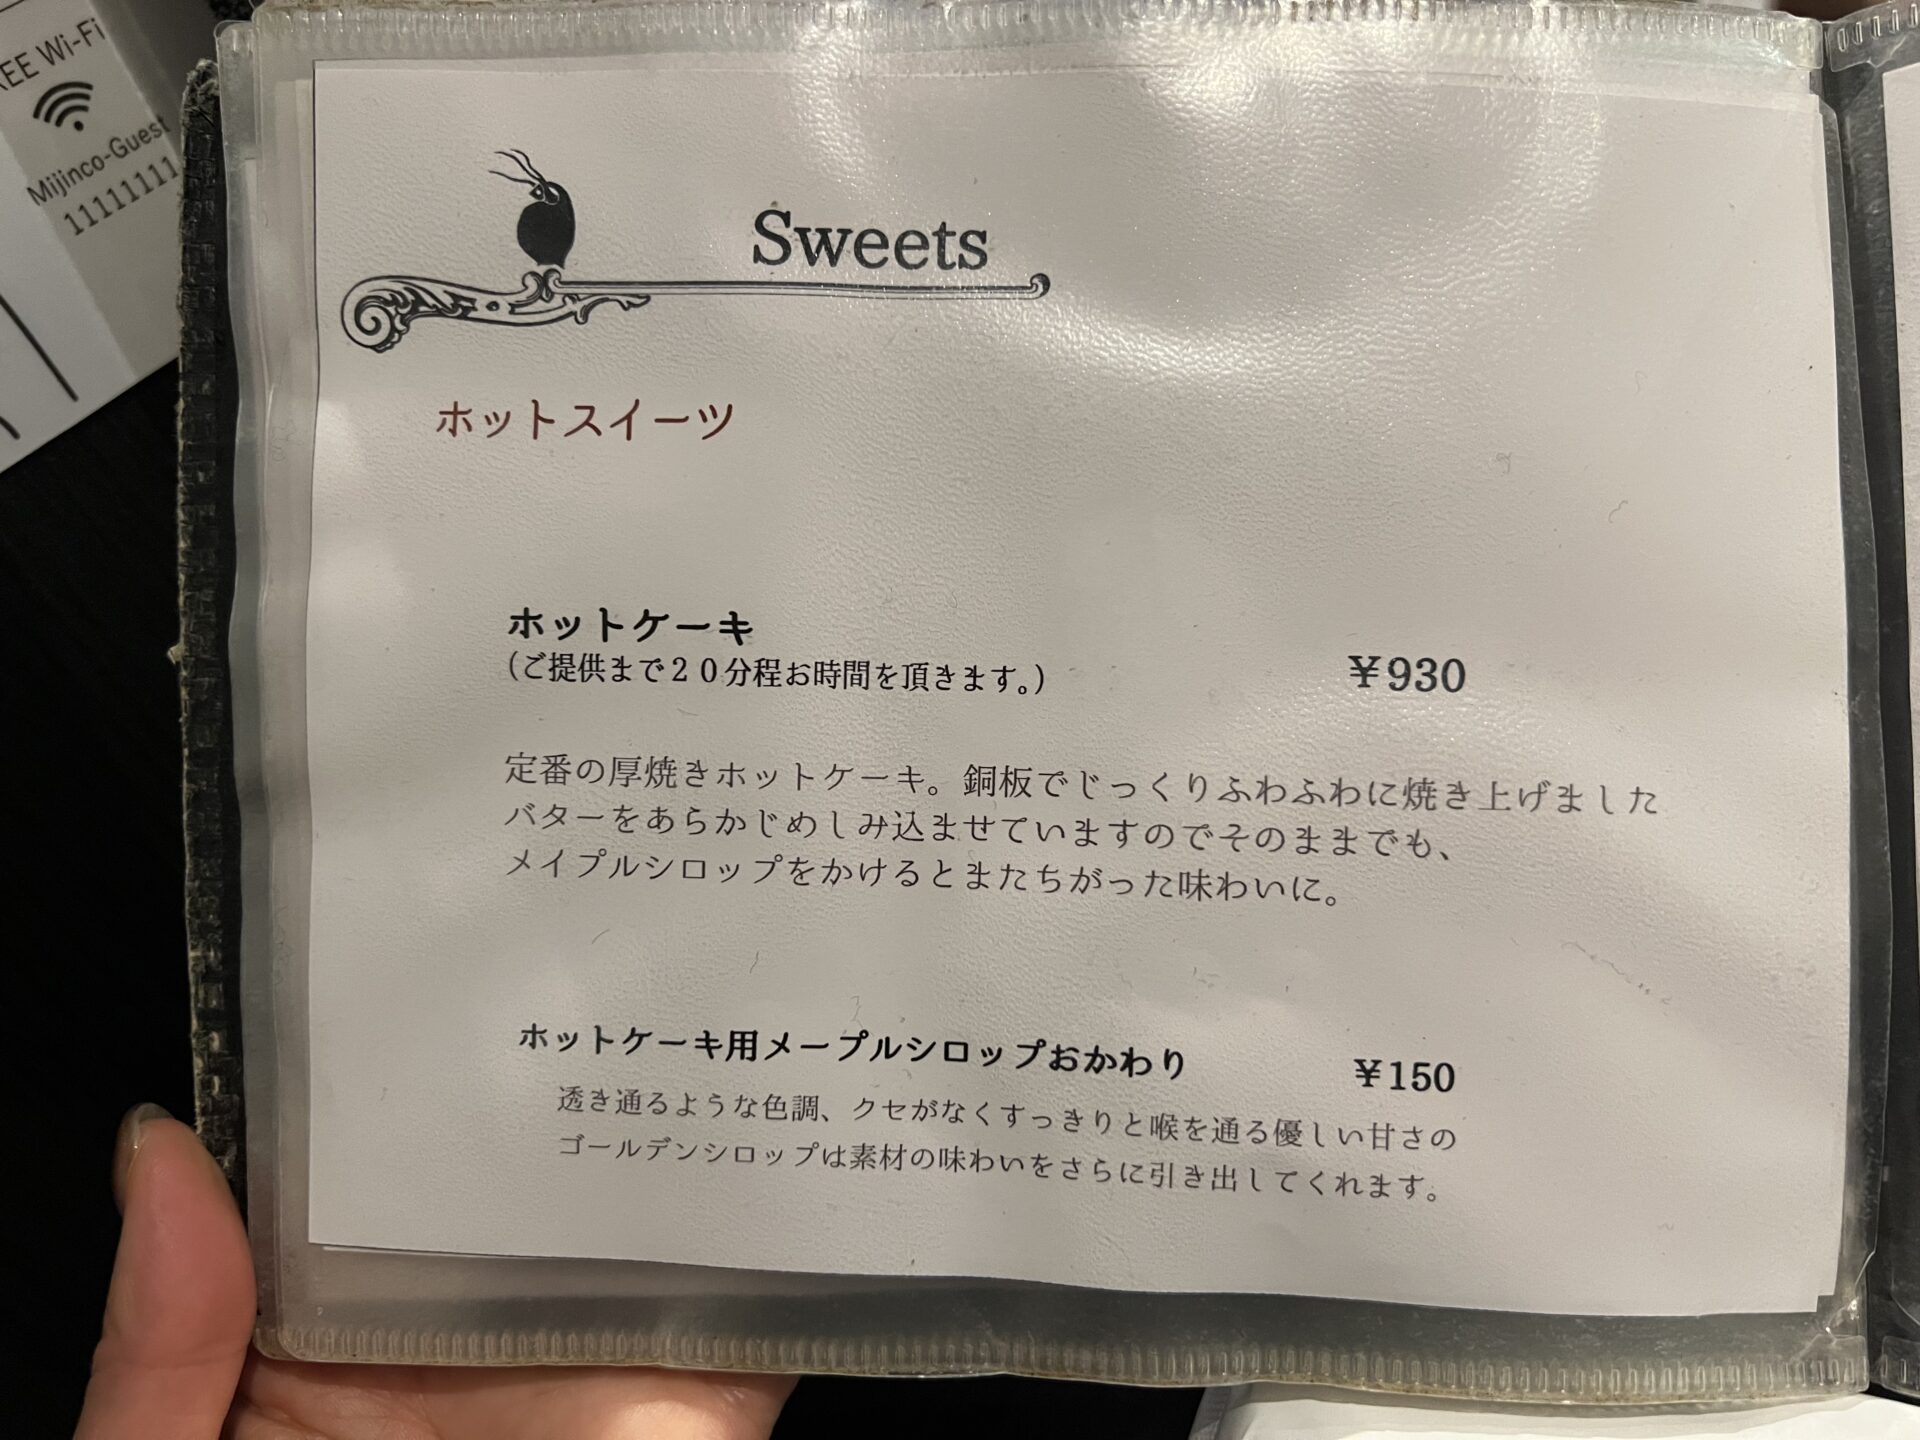 FREE Wi-Fi
Mijinco-Guest
11111111
Sweets
ホットスイーツ
ホットケーキ
(ご提供まで20分程お時間を頂きます。) ¥930
定番の厚焼きホットケーキ。銅板でじっくりふわふわに焼き上げました
バターをあらかじめしみ込ませていますのでそのままでも、
メイプルシロップをかけるとまたちがった味わいに。
ホットケーキ用メープルシロップおかわり ¥150
透き通るような色調、クセがなくすっきりと喉を通る優しい甘さの
ゴールデンシロップは素材の味わいをさらに引き出してくれます。